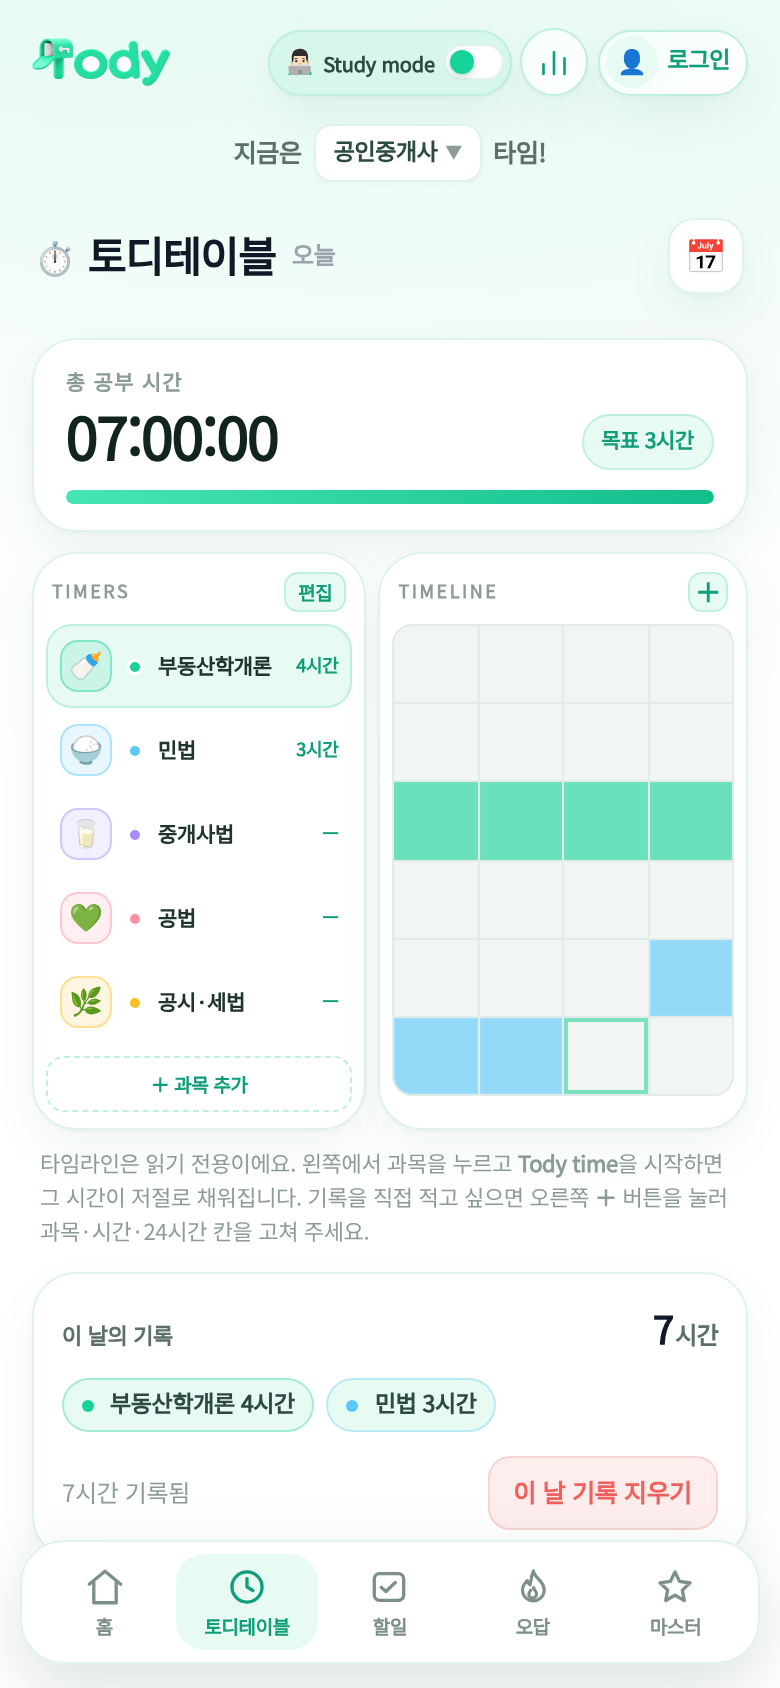 Tody
Study mode
로그인
지금은 공인중개사 ▼ 타임!
토디테이블 오늘
July
17
총 공부 시간
07:00:00
목표 3시간
TIMERS
편집
부동산학개론 4시간
민법 3시간
중개사법 –
공법 –
공시·세법 –
+ 과목 추가
TIMELINE
+
타임라인은 읽기 전용이에요. 왼쪽에서 과목을 누르고 Tody time을 시작하면
그 시간이 저절로 채워집니다. 기록을 직접 적고 싶으면 오른쪽 + 버튼을 눌러
과목·시간·24시간 칸을 고쳐 주세요.
이 날의 기록
7시간
부동산학개론 4시간
민법 3시간
7시간 기록됨
이 날 기록 지우기
홈
토디테이블
할일
오답
마스터